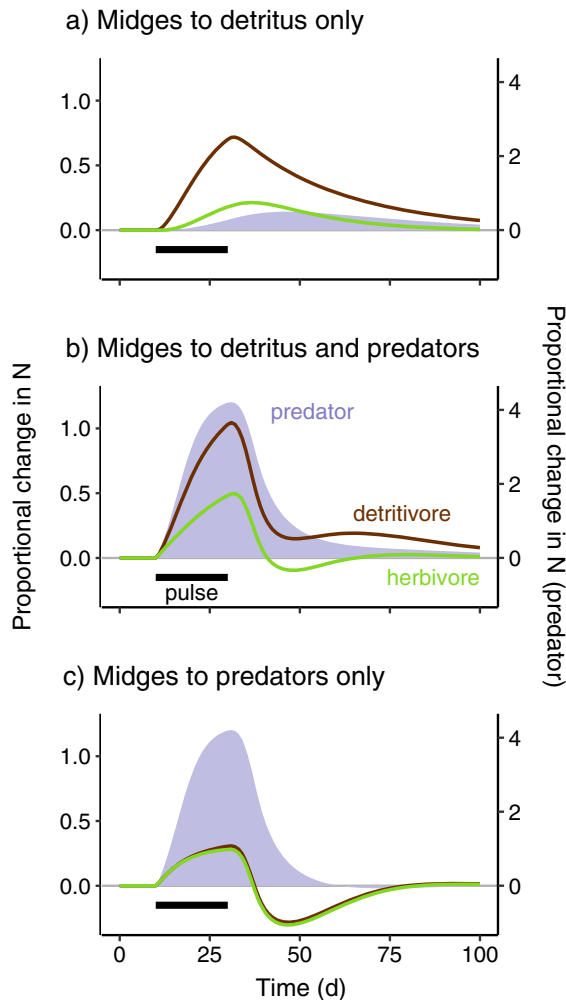 a) Midges to detritus only
1.0
0.5
0.0
4
2
0
b) Midges to detritus and predators
1.0
0.5
0.0
4
2
0
predator
detritivore
herbivore
pulse
c) Midges to predators only
1.0
0.5
0.0
4
2
0
0
25
50
75
100
Time (d)
Proportional change in N
Proportional change in N (predator)